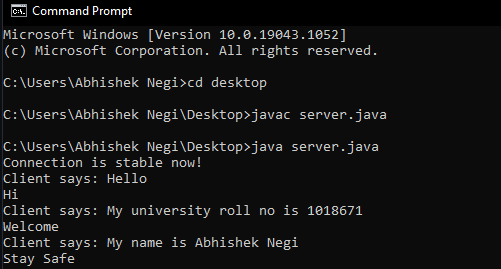 Command Prompt
Microsoft Windows [Version 10.0.19043.1052]
(c) Microsoft Corporation. All rights reserved.
C:\Users\Abhishek Negi>cd desktop
C:\Users\Abhishek Negi\Desktop>javac server.java
C:\Users\Abhishek Negi\Desktop>java server.java
Connection is stable now!
Client says: Hello
Hi
Client says: My university roll no is 1018671
Welcome
Client says: My name is Abhishek Negi
Stay Safe